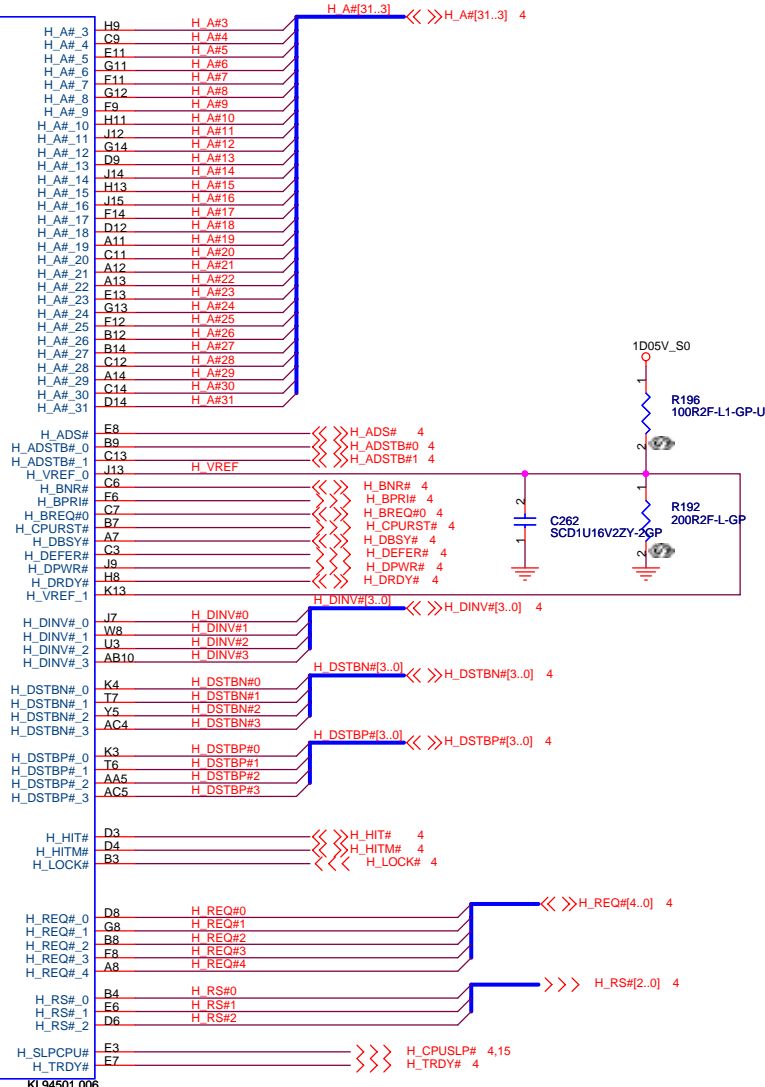 H_A#[31..3]
H_A#[31..3] 4
H_A#_3 H9 H_A#3
H_A#_4 C9 H_A#4
H_A#_5 E11 H_A#5
H_A#_6 G11 H_A#6
H_A#_7 F11 H_A#7
H_A#_8 G12 H_A#8
H_A#_9 F9 H_A#9
H_A#_10 H11 H_A#10
H_A#_11 J12 H_A#11
H_A#_12 G14 H_A#12
H_A#_13 D9 H_A#13
H_A#_14 J14 H_A#14
H_A#_15 H13 H_A#15
H_A#_16 J15 H_A#16
H_A#_17 F14 H_A#17
H_A#_18 D12 H_A#18
H_A#_19 A11 H_A#19
H_A#_20 C11 H_A#20
H_A#_21 A12 H_A#21
H_A#_22 A13 H_A#22
H_A#_23 E13 H_A#23
H_A#_24 G13 H_A#24
H_A#_25 F12 H_A#25
H_A#_26 B12 H_A#26
H_A#_27 B14 H_A#27
H_A#_28 C12 H_A#28
H_A#_29 A14 H_A#29
H_A#_30 C14 H_A#30
H_A#_31 D14 H_A#31
H_ADS# E8 H_ADS# 4
H_ADSTB#_0 B9 H_ADSTB#0 4
H_ADSTB#_1 C13 H_ADSTB#1 4
H_VREF_0 J13 H_VREF
H_BNR# C6 H_BNR# 4
H_BPRI# F6 H_BPRI# 4
H_BREQ#0 C7 H_BREQ#0 4
H_CPURST# B7 H_CPURST# 4
H_DBSY# A7 H_DBSY# 4
H_DEFER# C3 H_DEFER# 4
H_DPWR# J9 H_DPWR# 4
H_DRDY# H8 H_DRDY# 4
H_VREF_1 K13
1D05V_S0
1
R196
100R2F-L1-GP-U
2
2
C262
SCD1U16V2ZY-2GP
1
1
R192
200R2F-L-GP
2
H_DINV#[3..0]
H_DINV#[3..0] 4
H_DINV#_0 J7 H_DINV#0
H_DINV#_1 W8 H_DINV#1
H_DINV#_2 U3 H_DINV#2
H_DINV#_3 AB10 H_DINV#3
H_DSTBN#[3..0]
H_DSTBN#[3..0] 4
H_DSTBN#_0 K4 H_DSTBN#0
H_DSTBN#_1 T7 H_DSTBN#1
H_DSTBN#_2 Y5 H_DSTBN#2
H_DSTBN#_3 AC4 H_DSTBN#3
H_DSTBP#[3..0]
H_DSTBP#[3..0] 4
H_DSTBP#_0 K3 H_DSTBP#0
H_DSTBP#_1 T6 H_DSTBP#1
H_DSTBP#_2 AA5 H_DSTBP#2
H_DSTBP#_3 AC5 H_DSTBP#3
H_HIT# D3 H_HIT# 4
H_HITM# D4 H_HITM# 4
H_LOCK# B3 H_LOCK# 4
H_REQ#[4..0] 4
H_REQ#_0 D8 H_REQ#0
H_REQ#_1 G8 H_REQ#1
H_REQ#_2 B8 H_REQ#2
H_REQ#_3 F8 H_REQ#3
H_REQ#_4 A8 H_REQ#4
H_RS#[2..0] 4
H_RS#_0 B4 H_RS#0
H_RS#_1 E6 H_RS#1
H_RS#_2 D6 H_RS#2
H_SLPCPU# E3 H_CPUSLP# 4,15
H_TRDY# E7 H_TRDY# 4